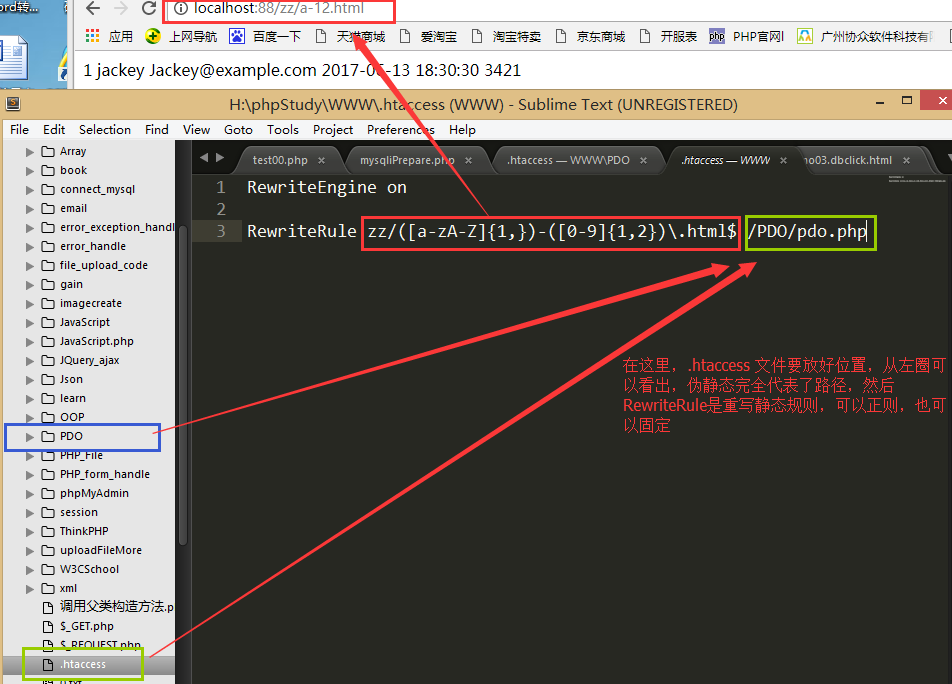 ord转...
localhost:88/zz/a-12.html
应用 上网导航 百度一下 天猫商城 爱淘宝 淘宝特卖 京东商城 开服表 php PHP官网! 广州协众软件科技有
1 jackey Jackey@example.com 2017-06-13 18:30:30 3421
H:\phpStudy\WWW\.htaccess (WWW) - Sublime Text (UNREGISTERED)
File Edit Selection Find View Goto Tools Project Preferences Help
test00.php × mysqliPrepare.php × .htaccess — WWW\PDO × .htaccess — WWW × no03.dbclick.html ×
1 RewriteEngine on
2
3 RewriteRule zz/([a-zA-Z]{1,})-([0-9]{1,2})\.html$ /PDO/pdo.php
Array
book
connect_mysql
email
error_exception_handl
error_handle
file_upload_code
gain
imagecreate
JavaScript
JavaScript.php
JQuery_ajax
Json
learn
OOP
PDO
PHP_File
PHP_form_handle
phpMyAdmin
session
ThinkPHP
uploadFileMore
W3CSchool
xml
调用父类构造方法.p
$_GET.php
$_REQUEST.php
.htaccess
在这里，.htaccess 文件要放好位置，从左圈可
以看出，伪静态完全代表了路径，然后
RewriteRule是重写静态规则，可以正则，也可
以固定